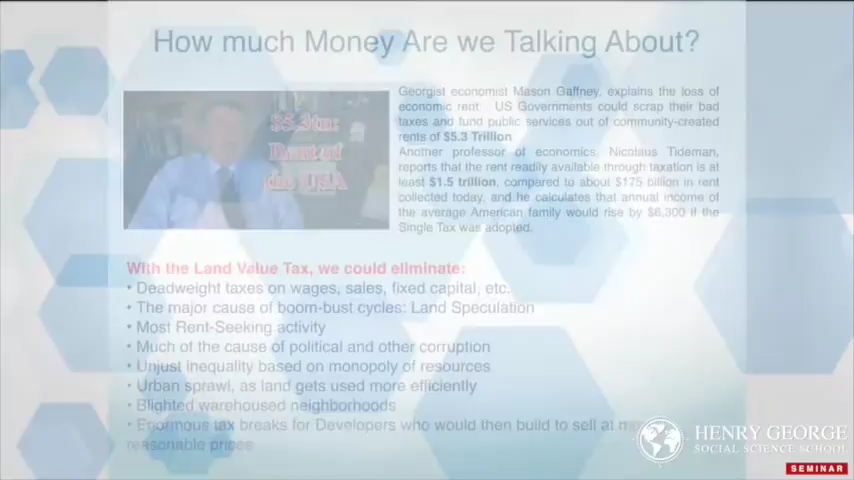 How much Money Are we Talking About?
$5.3tn:
Rent of
the USA
Georgist economist Mason Gaffney, explains the loss of
economic rent US Governments could scrap their bad
taxes and fund public services out of community-created
rents of $5.3 Trillion
Another professor of economics, Nicolaus Tideman,
reports that the rent readily available through taxation is at
least $1.5 trillion, compared to about $175 billion in rent
collected today, and he calculates that annual income of
the average American family would rise by $6,300 if the
Single Tax was adopted.
With the Land Value Tax, we could eliminate:
• Deadweight taxes on wages, sales, fixed capital, etc.
• The major cause of boom-bust cycles: Land Speculation
• Most Rent-Seeking activity
• Much of the cause of political and other corruption
• Unjust inequality based on monopoly of resources
• Urban sprawl, as land gets used more efficiently
• Blighted warehoused neighborhoods
• Enormous tax breaks for Developers who would then build to sell at
reasonable prices
HENRY GEORGE
SOCIAL SCIENCE SCHOOL
SEMINAR